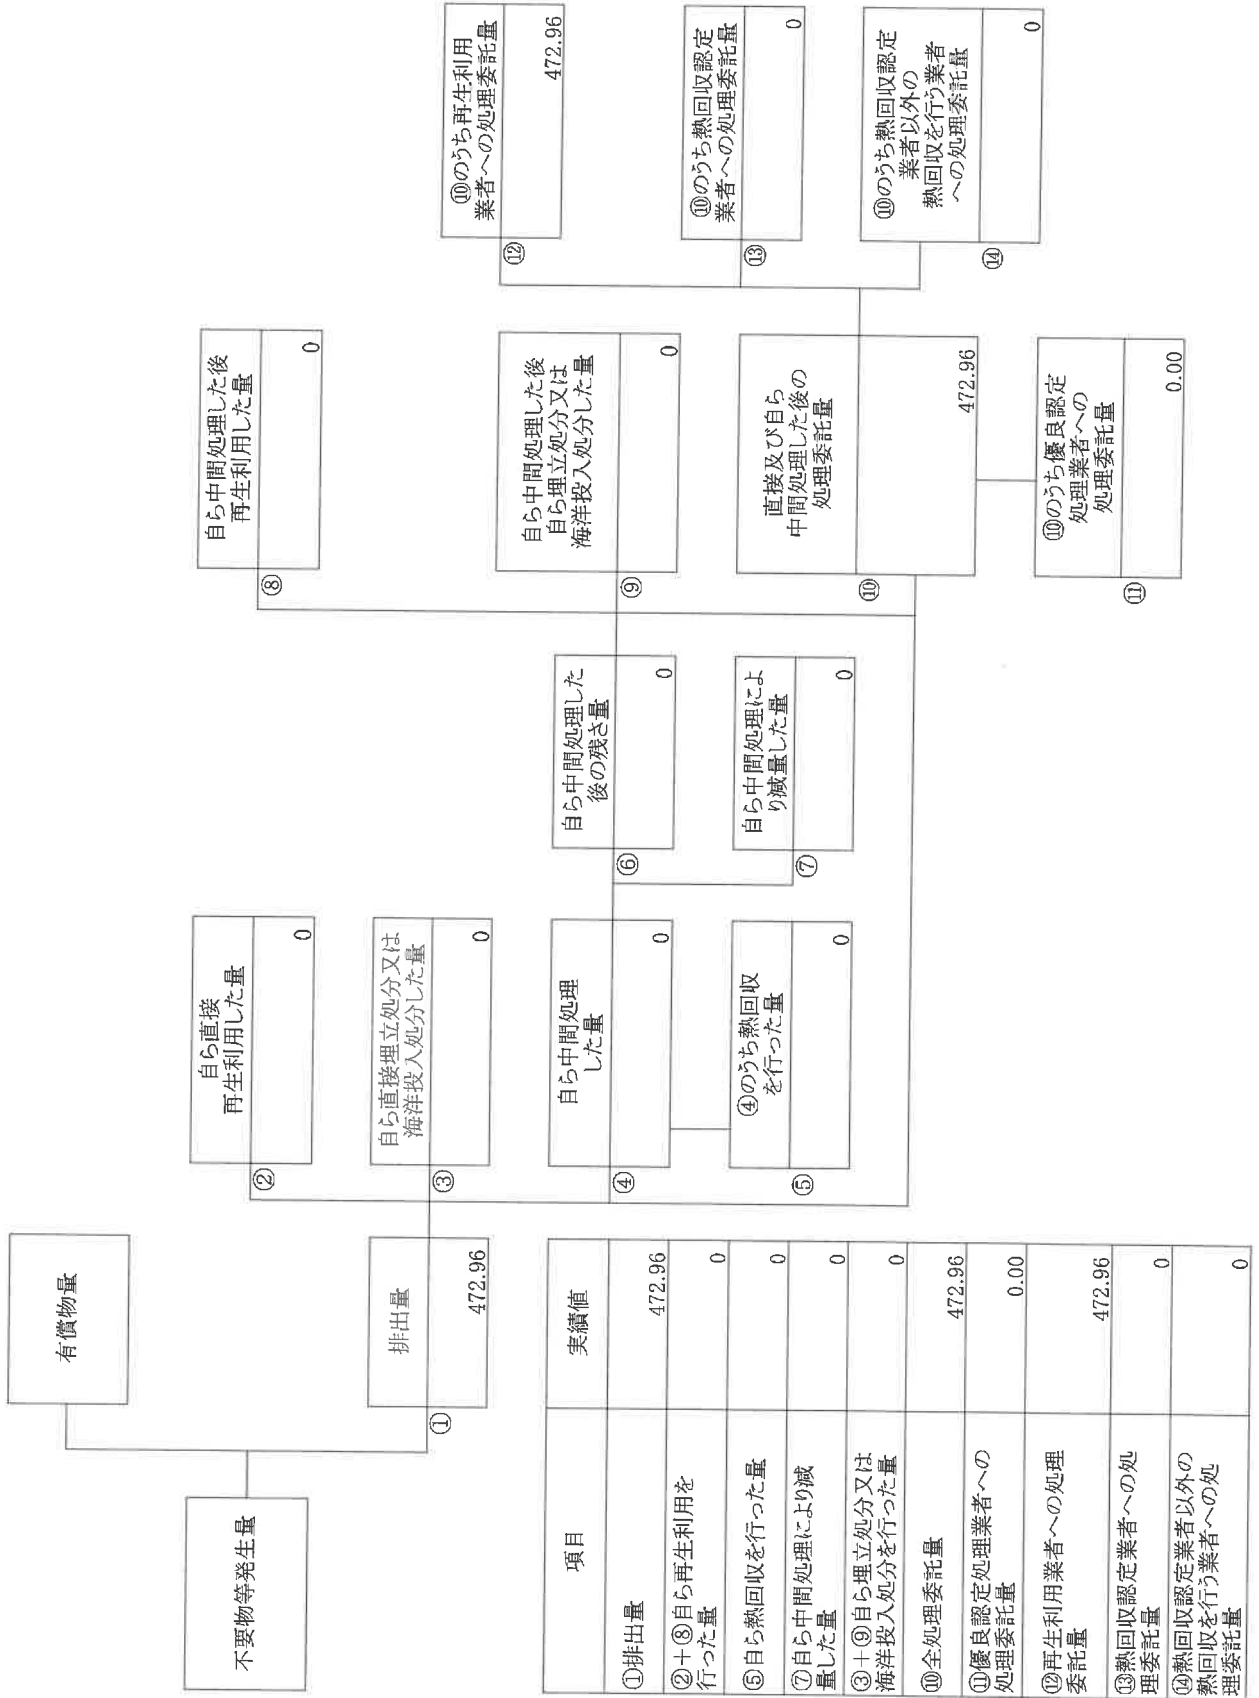 不要物等発生量
有償物量
①
排出量
472.96
②
自ら直接
再生利用した量
0
③
自ら直接埋立処分又は
海洋投入処分した量
0
④
自ら中間処理
した量
0
⑤
④のうち熱回収
を行った量
0
⑥
自ら中間処理した
後の残さ量
0
⑦
自ら中間処理によ
り減量した量
0
⑧
自ら中間処理した後
再生利用した量
0
⑨
自ら中間処理した後
自ら埋立処分又は
海洋投入処分した量
0
⑩
直接及び自ら
中間処理した後の
処理委託量
472.96
⑪
⑩のうち優良認定
処理業者への
処理委託量
0.00
⑫
⑩のうち再生利用
業者への処理委託量
472.96
⑬
⑩のうち熱回収認定
業者への処理委託量
0
⑭
⑩のうち熱回収認定
業者以外の
熱回収を行う業者
への処理委託量
0
項目 実績値
①排出量 472.96
②+⑧自ら再生利用を
行った量 0
⑤自ら熱回収を行った量 0
⑦自ら中間処理により減
量した量 0
③+⑨自ら埋立処分又は
海洋投入処分を行った量 0
⑩全処理委託量 472.96
⑪優良認定処理業者への
処理委託量 0.00
⑫再生利用業者への処理
委託量 472.96
⑬熱回収認定業者への処
理委託量 0
⑭熱回収認定業者以外の
熱回収を行う業者への処
理委託量 0